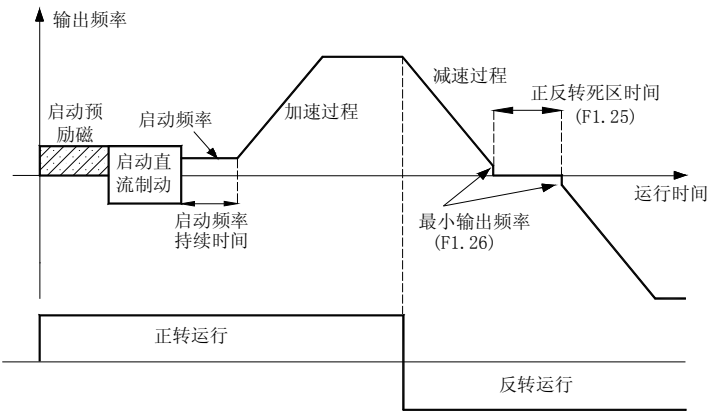 输出频率
减速过程
正反转死区时间
(F1.25)
启动预
励磁
启动频率
加速过程
启动直
流制动
运行时间
启动频率
持续时间
最小输出频率
(F1.26)
正转运行
反转运行